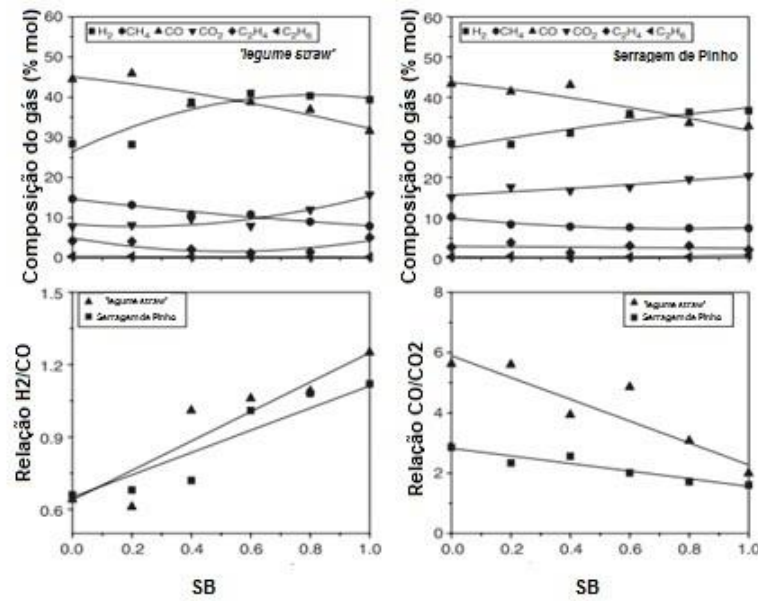 Composição do gás (% mol)
60
50
40
30
20
10
0
H₂ CH₄ CO CO₂ C₂H₄ C₂H₆
"legume straw"
Composição do gás (% mol)
60
50
40
30
20
10
0
H₂ CH₄ CO CO₂ C₂H₄ C₂H₆
Serragem de Pinho
Relação H2/CO
1.5
1.2
0.9
0.6
"legume straw"
Serragem de Pinho
0.0 0.2 0.4 0.6 0.8 1.0
SB
Relação CO/CO2
8
6
4
2
0
"legume straw"
Serragem de Pinho
0.0 0.2 0.4 0.6 0.8 1.0
SB